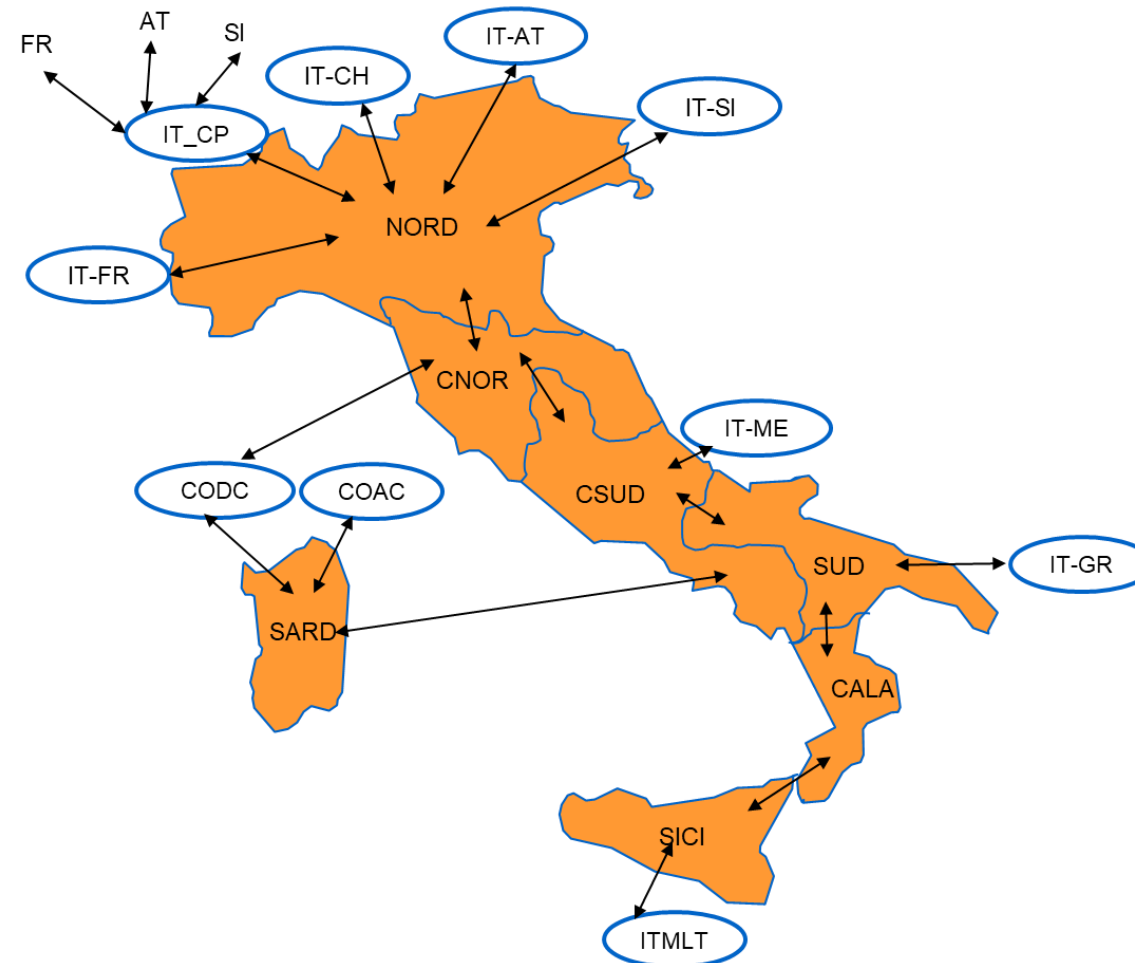 FR
AT
SI
IT-CH
IT-AT
IT-SI
IT_CP
NORD
IT-FR
CNOR
IT-ME
CODC
COAC
CSUD
SUD
IT-GR
SARD
CALA
SICI
ITMLT